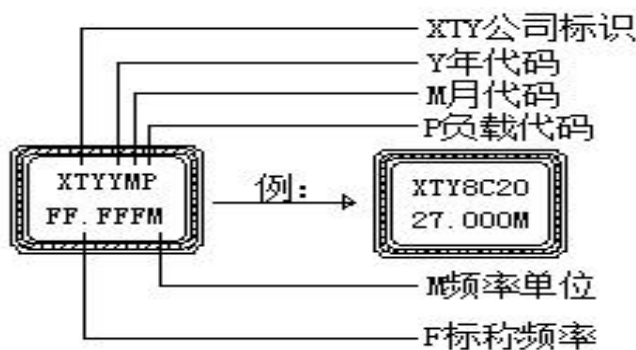 XTY公司标识
Y年代码
M月代码
P负载代码
XTYYMP
FF.FFFM
例:
XTY8C20
27.000M
M频率单位
F标称频率